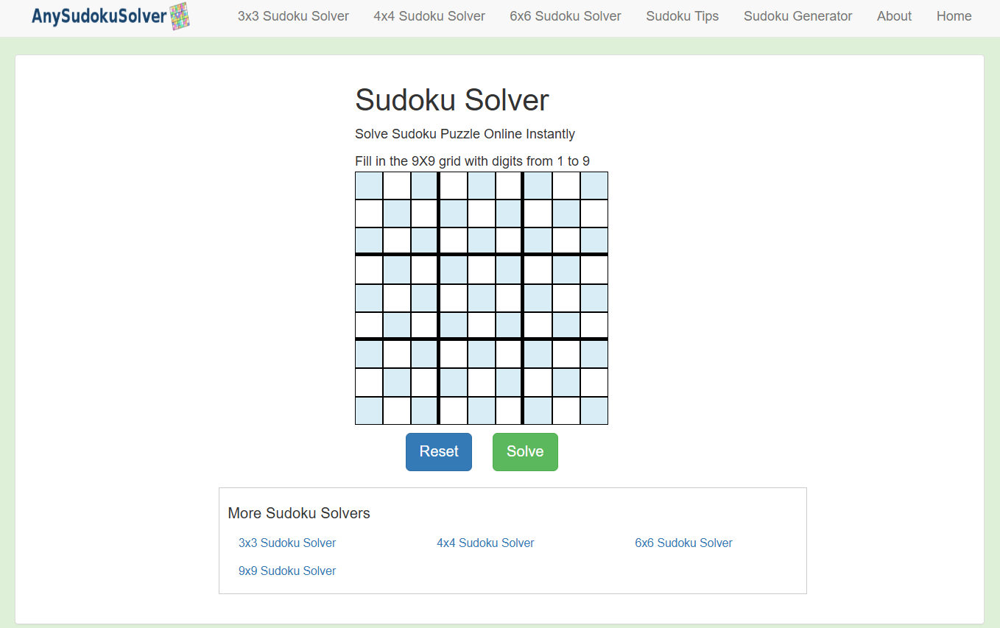 AnySudokuSolver 3x3 Sudoku Solver 4x4 Sudoku Solver 6x6 Sudoku Solver Sudoku Tips Sudoku Generator About Home
Sudoku Solver
Solve Sudoku Puzzle Online Instantly
Fill in the 9X9 grid with digits from 1 to 9
Reset Solve
More Sudoku Solvers
3x3 Sudoku Solver 4x4 Sudoku Solver 6x6 Sudoku Solver
9x9 Sudoku Solver